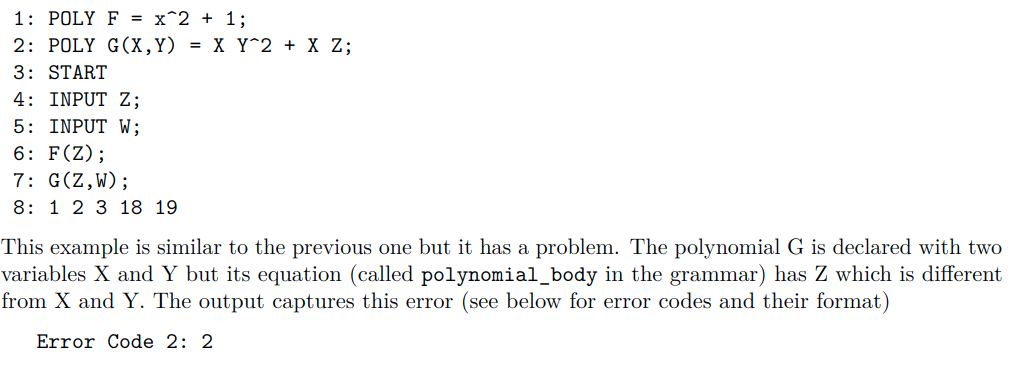 1: POLY F = x^2 + 1;
2: POLY G(X,Y) = X Y^2 + X Z;
3: START
4: INPUT Z;
5: INPUT W;
6: F(Z);
7: G(Z,W);
8: 1 2 3 18 19
This example is similar to the previous one but it has a problem. The polynomial G is declared with two
variables X and Y but its equation (called polynomial_body in the grammar) has Z which is different
from X and Y. The output captures this error (see below for error codes and their format)
Error Code 2: 2